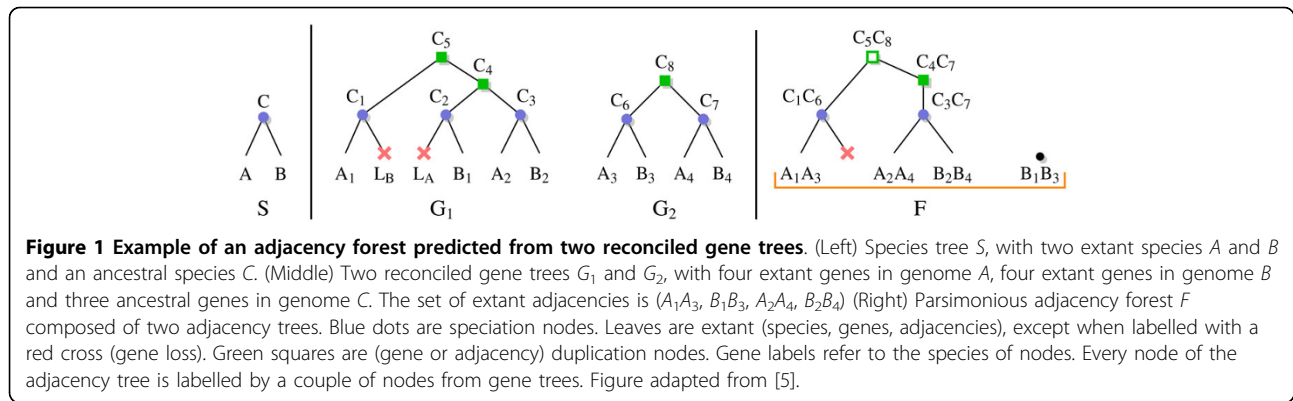 C₅
C₄
C₁ C₂ C₃
A₁ L_B L_A B₁ A₂ B₂
G₁
C
A B
S
C₈
C₆ C₇
A₃ B₃ A₄ B₄
G₂
C₅C₈
C₄C₇
C₁C₆
C₃C₇
A₁A₃ A₂A₄ B₂B₄ B₁B₃
F
Figure 1 Example of an adjacency forest predicted from two reconciled gene trees. (Left) Species tree S, with two extant species A and B
and an ancestral species C. (Middle) Two reconciled gene trees G₁ and G₂, with four extant genes in genome A, four extant genes in genome B
and three ancestral genes in genome C. The set of extant adjacencies is (A₁A₃, B₁B₃, A₂A₄, B₂B₄) (Right) Parsimonious adjacency forest F
composed of two adjacency trees. Blue dots are speciation nodes. Leaves are extant (species, genes, adjacencies), except when labelled with a
red cross (gene loss). Green squares are (gene or adjacency) duplication nodes. Gene labels refer to the species of nodes. Every node of the
adjacency tree is labelled by a couple of nodes from gene trees. Figure adapted from [5].